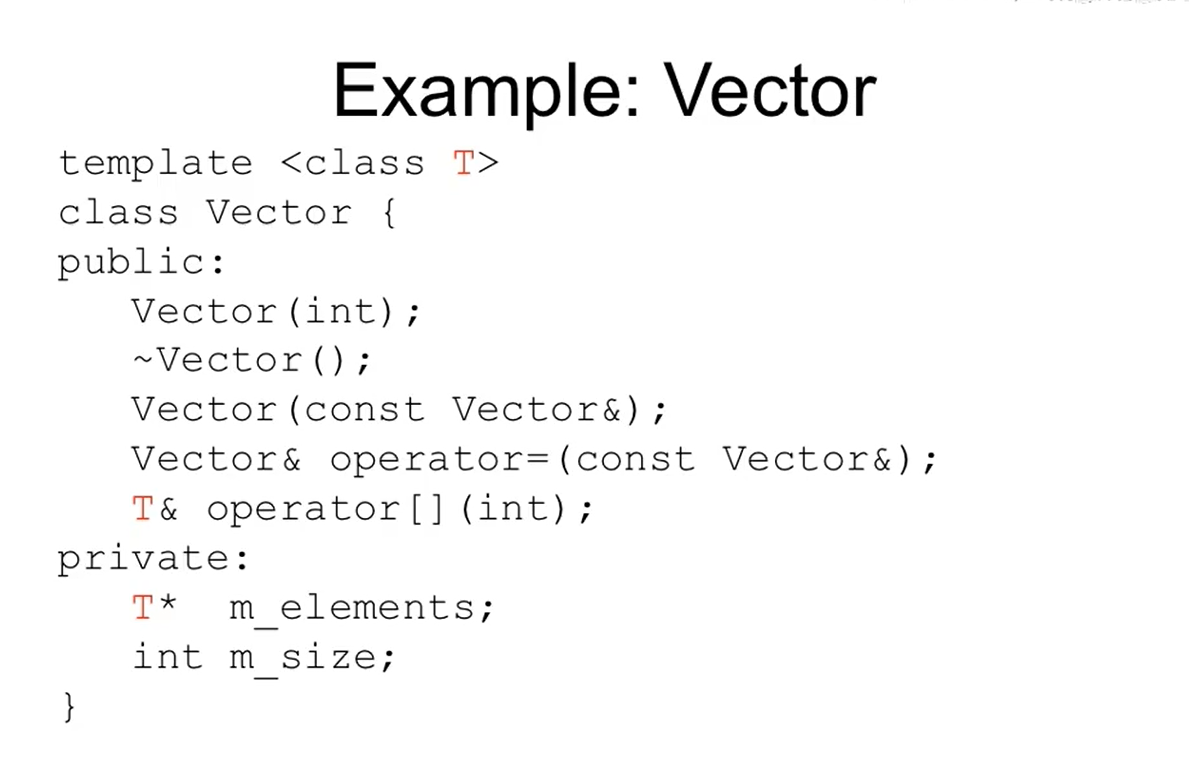 Example: Vector
template <class T>
class Vector {
public:
Vector(int);
~Vector();
Vector(const Vector&);
Vector& operator=(const Vector&);
T& operator[](int);
private:
T* m_elements;
int m_size;
}